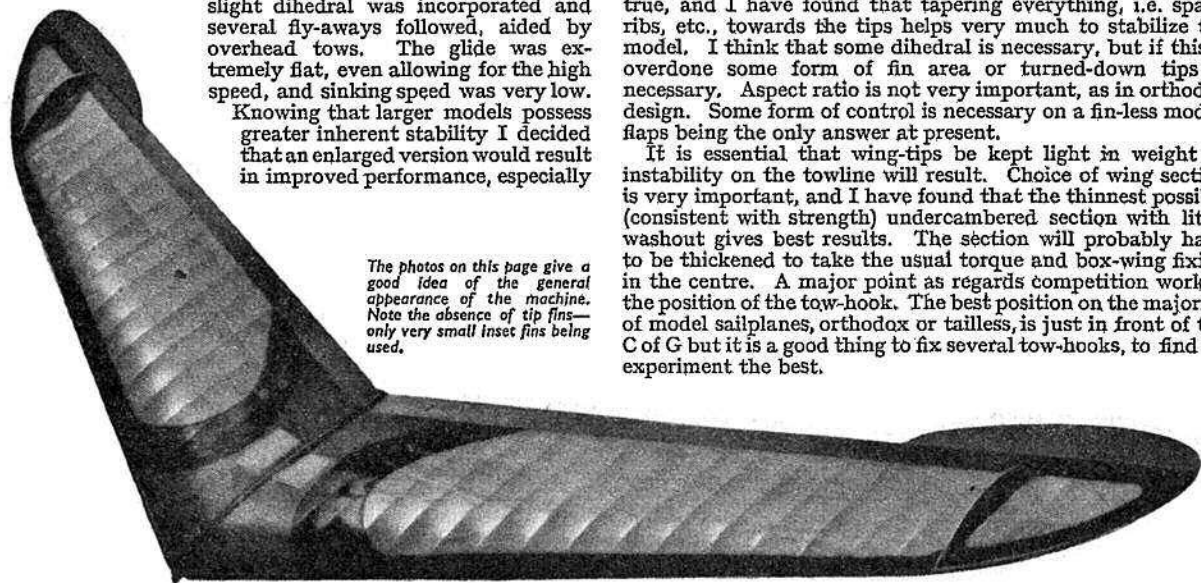 slight dihedral was incorporated and
several fly-aways followed, aided by
overhead tows. The glide was ex-
tremely flat, even allowing for the high
speed, and sinking speed was very low.
Knowing that larger models possess
greater inherent stability I decided
that an enlarged version would result
in improved performance, especially
The photos on this page give a
good idea of the general
appearance of the machine.
Note the absence of tip fins—
only very small inset fins being
used.
true, and I have found that tapering everything, i.e. spa
ribs, etc., towards the tips helps very much to stabilize
model. I think that some dihedral is necessary, but if this
overdone some form of fin area or turned-down tips
necessary. Aspect ratio is not very important, as in orthod
design. Some form of control is necessary on a fin-less mod
flaps being the only answer at present.
It is essential that wing-tips be kept light in weight
instability on the towline will result. Choice of wing secti
is very important, and I have found that the thinnest possi
(consistent with strength) undercambered section with lit
washout gives best results. The section will probably ha
to be thickened to take the usual torque and box-wing fixi
in the centre. A major point as regards competition work
the position of the tow-hook. The best position on the major
of model sailplanes, orthodox or tailless, is just in front of t
C of G but it is a good thing to fix several tow-hooks, to find
experiment the best.